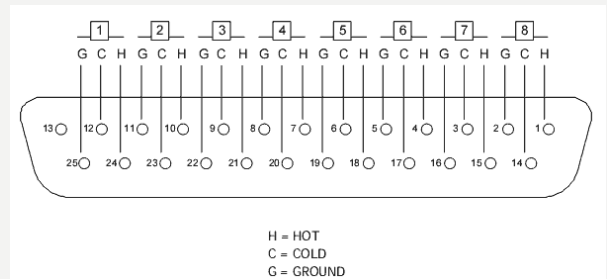 1 2 3 4 5 6 7 8
G C H G C H G C H G C H G C H G C H G C H G C H
13 12 11 10 9 8 7 6 5 4 3 2 1
25 24 23 22 21 20 19 18 17 16 15 14
H = HOT
C = COLD
G = GROUND